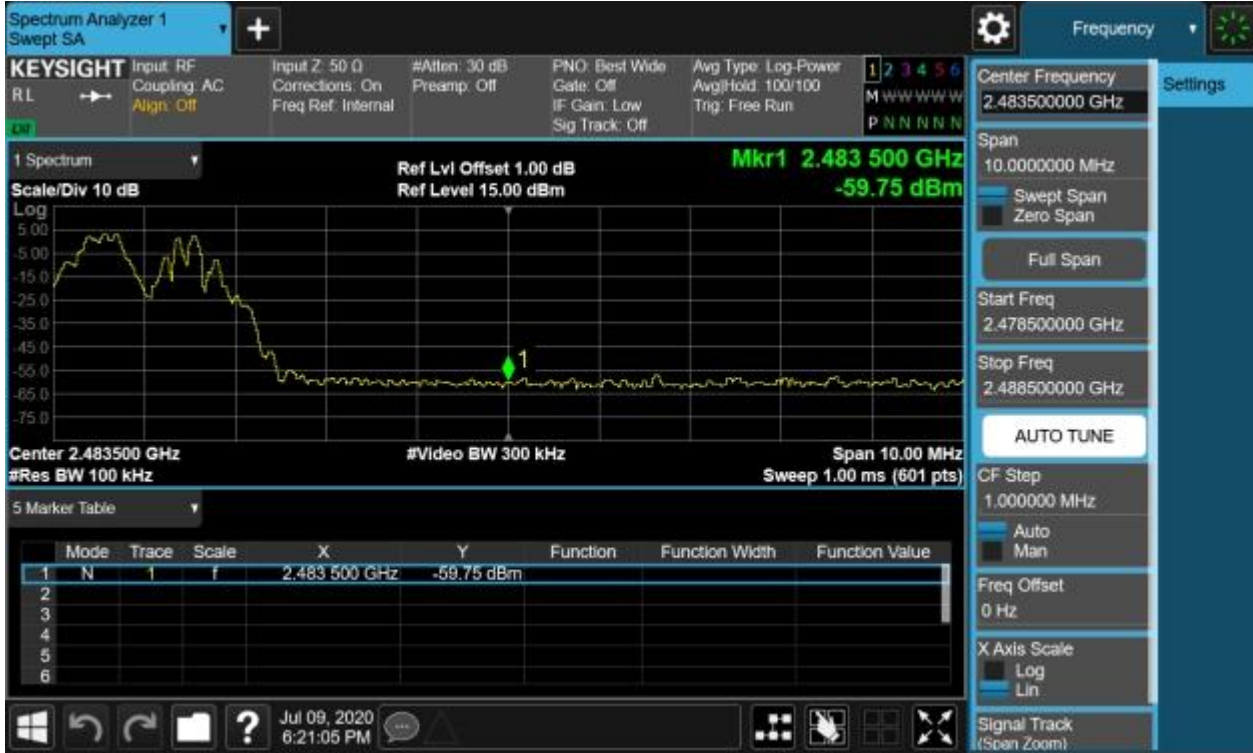 Spectrum Analyzer 1
Swept SA
+
Frequency
KEYSIGHT
RL
Input: RF
Coupling: AC
Align: Off
Input Z: 50 Ω
Corrections: On
Freq Ref: Internal
#Atten: 30 dB
Preamp: Off
PNO: Best Wide
Gate: Off
IF Gain: Low
Sig Track: Off
Avg Type: Log-Power
Avg|Hold: 100/100
Trig: Free Run
1 2 3 4 5 6
M W W W W W
P N N N N N
1 Spectrum
Scale/Div 10 dB
Ref Lvl Offset 1.00 dB
Ref Level 15.00 dBm
Mkr1 2.483 500 GHz
-59.75 dBm
Log
5.00
-5.00
-15.0
-25.0
-35.0
-45.0
-55.0
-65.0
-75.0
1
Center 2.483500 GHz
#Video BW 300 kHz
Span 10.00 MHz
#Res BW 100 kHz
Sweep 1.00 ms (601 pts)
5 Marker Table
Mode Trace Scale X Y Function Function Width Function Value
1 N 1 f 2.483 500 GHz -59.75 dBm
2
3
4
5
6
Jul 09, 2020
6:21:05 PM
?
Center Frequency
2.483500000 GHz
Settings
Span
10.0000000 MHz
Swept Span
Zero Span
Full Span
Start Freq
2.478500000 GHz
Stop Freq
2.488500000 GHz
AUTO TUNE
CF Step
1.000000 MHz
Auto
Man
Freq Offset
0 Hz
X Axis Scale
Log
Lin
Signal Track
(Span Zoom)